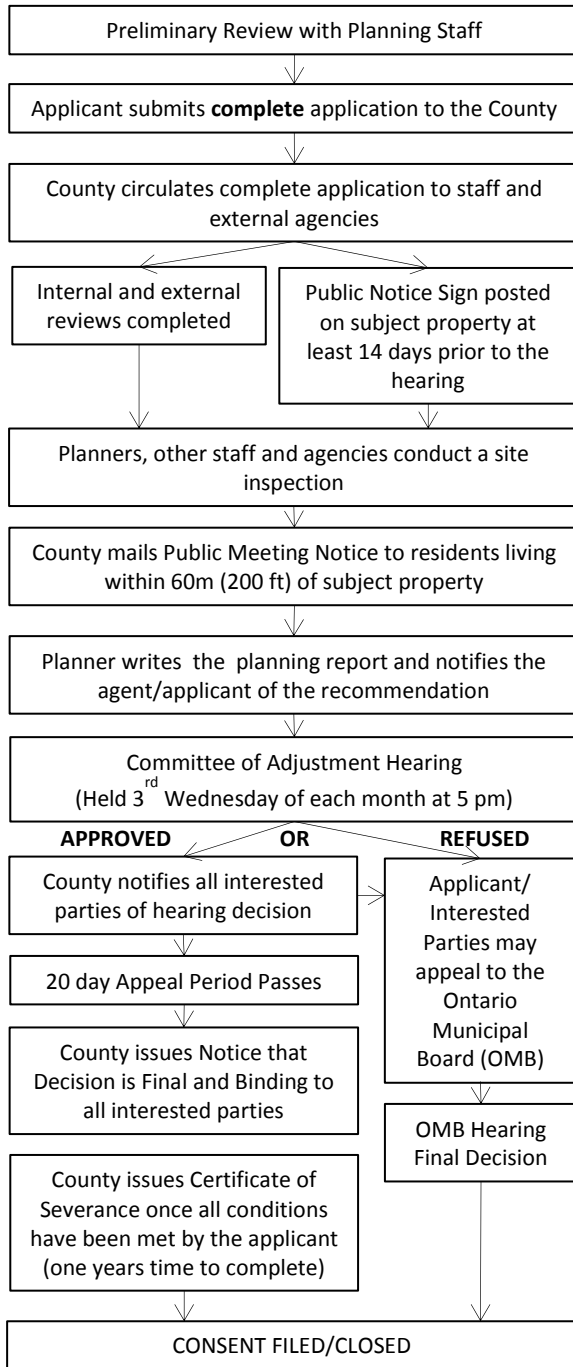 Preliminary Review with Planning Staff
Applicant submits complete application to the County
County circulates complete application to staff and
external agencies
Internal and external
reviews completed
Public Notice Sign posted
on subject property at
least 14 days prior to the
hearing
Planners, other staff and agencies conduct a site
inspection
County mails Public Meeting Notice to residents living
within 60m (200 ft) of subject property
Planner writes the planning report and notifies the
agent/applicant of the recommendation
Committee of Adjustment Hearing
(Held 3rd Wednesday of each month at 5 pm)
APPROVED OR REFUSED
County notifies all interested
parties of hearing decision
20 day Appeal Period Passes
County issues Notice that
Decision is Final and Binding to
all interested parties
County issues Certificate of
Severance once all conditions
have been met by the applicant
(one years time to complete)
Applicant/
Interested
Parties may
appeal to the
Ontario
Municipal
Board (OMB)
OMB Hearing
Final Decision
CONSENT FILED/CLOSED